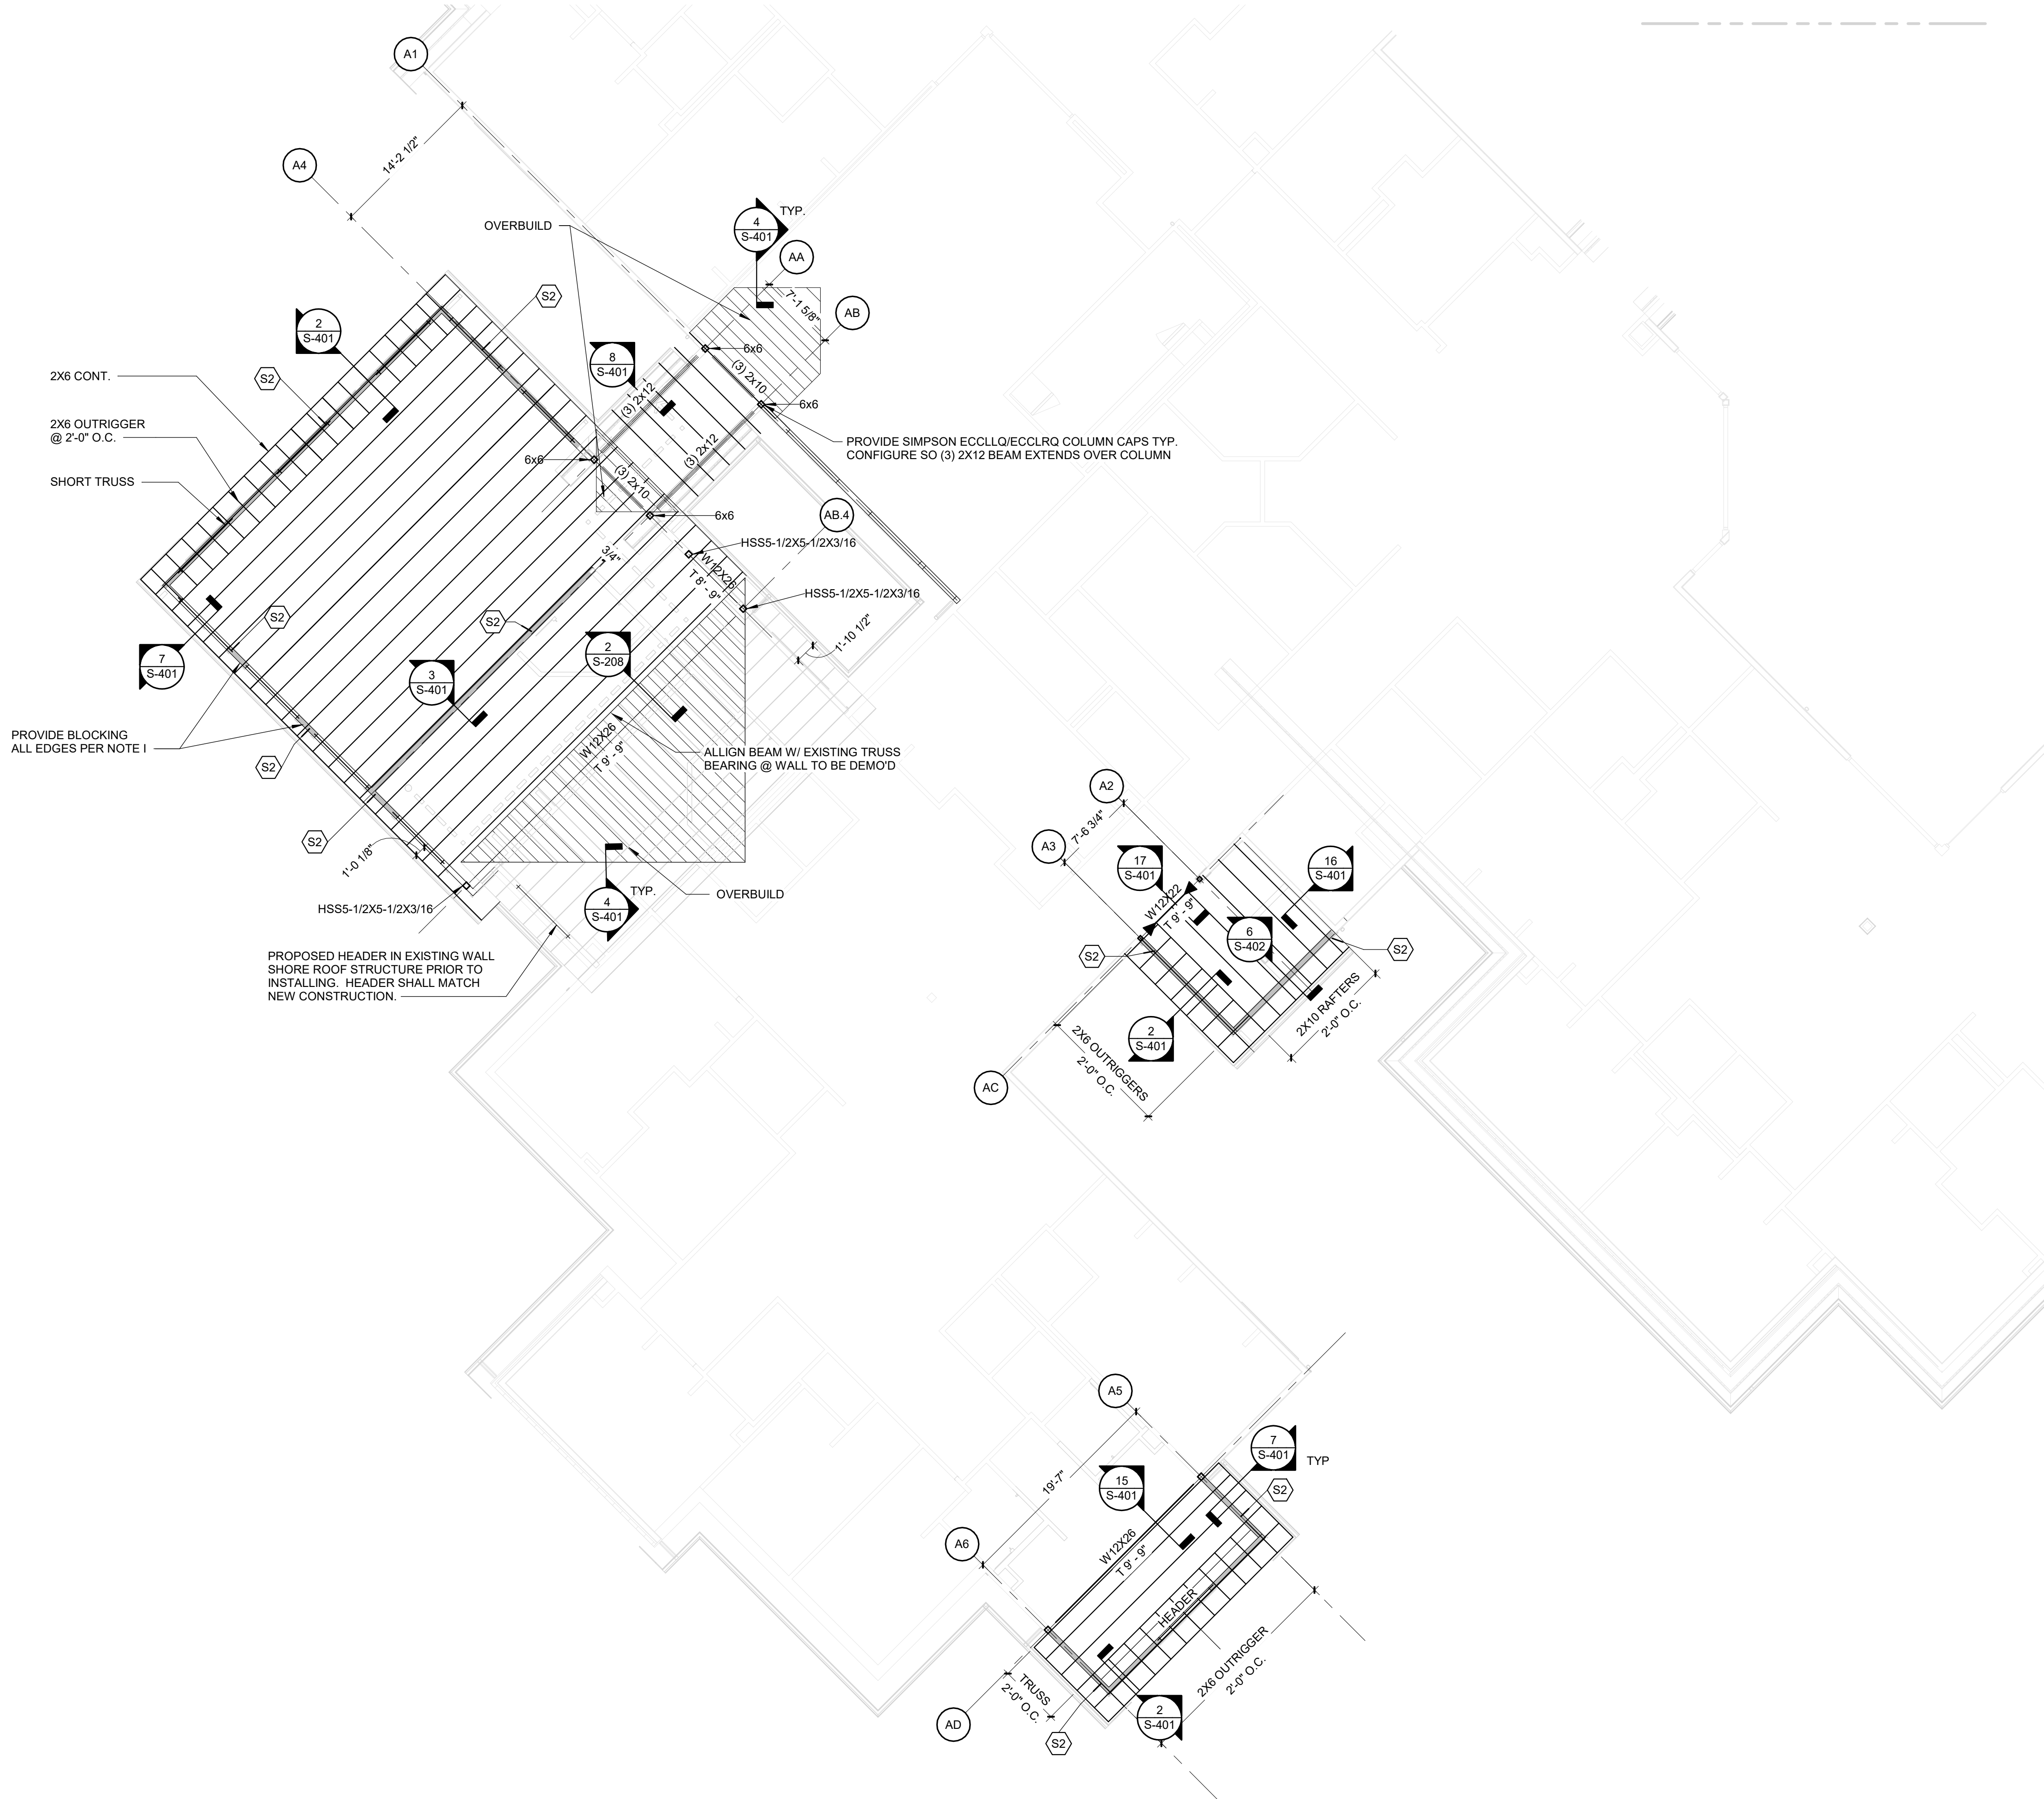 A1
A4
14'-2 1/2"
OVERBUILD
4
S-401
TYP.
AA
7'-1 5/8"
AB
S2
2
S-401
8
S-401
6x6
(3) 2x10
(3) 2x12
(3) 2x12
6x6
2X6 CONT.
S2
2X6 OUTRIGGER
@ 2'-0" O.C.
SHORT TRUSS
PROVIDE SIMPSON ECCLLQ/ECCLRQ COLUMN CAPS TYP.
CONFIGURE SO (3) 2X12 BEAM EXTENDS OVER COLUMN
6x6
(3) 2x10
6x6
AB.4
HSS5-1/2X5-1/2X3/16
3/4"
W12X26
T 8' - 9"
HSS5-1/2X5-1/2X3/16
1'-10 1/2"
S2
S2
7
S-401
2
S-208
3
S-401
PROVIDE BLOCKING
ALL EDGES PER NOTE I
S2
W12X26
T 9' - 9"
ALLIGN BEAM W/ EXISTING TRUSS
BEARING @ WALL TO BE DEMO'D
S2
1'-0 1/8"
HSS5-1/2X5-1/2X3/16
4
S-401
TYP.
OVERBUILD
PROPOSED HEADER IN EXISTING WALL
SHORE ROOF STRUCTURE PRIOR TO
INSTALLING.  HEADER SHALL MATCH
NEW CONSTRUCTION.
A2
A3
7'-6 3/4"
17
S-401
16
S-401
W12X22
T 9' - 9"
6
S-402
S2
S2
2X10 RAFTERS
2'-0" O.C.
2
S-401
2X6 OUTRIGGERS
2'-0" O.C.
AC
A5
7
S-401
TYP
19'-7"
15
S-401
S2
A6
W12X26
T 9' - 9"
HEADER
2X6 OUTRIGGER
2'-0" O.C.
TRUSS
2'-0" O.C.
2
S-401
AD
S2